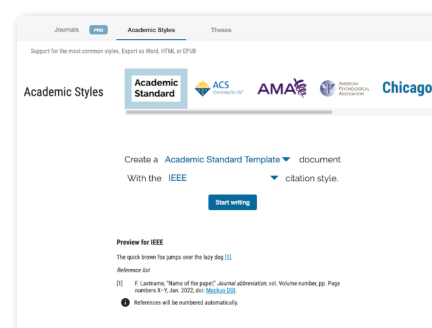 Journals PRO Academic Styles Theses
Support for the most common styles. Export as Word, HTML or EPUB
Academic Styles
Academic
Standard
ACS
Chemistry for Life
AMA
American
Psychological
Association
Chicago
Create a Academic Standard Template document
With the IEEE citation style.
Start writing
Preview for IEEE
The quick brown fox jumps over the lazy dog [1].
Reference list
[1] F. Lastname, "Name of the paper," Journal abbreviation, vol. Volume number, pp. Page
numbers X–Y, Jan. 2022, doi: Mockup DOI.
References will be numbered automatically.